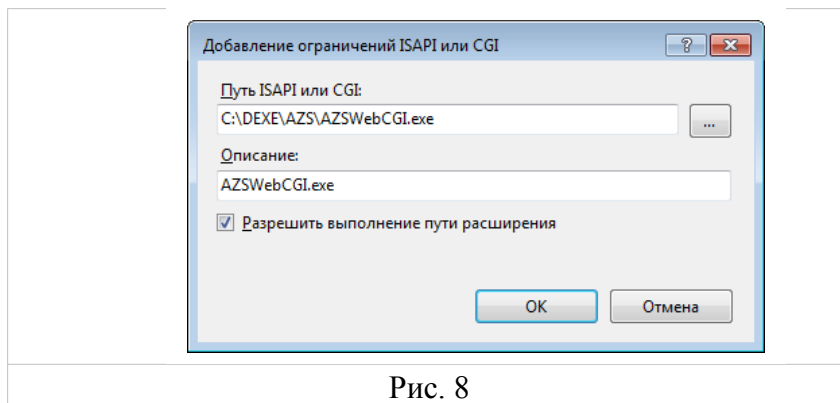 Добавление ограничений ISAPI или CGI
Путь ISAPI или CGI:
C:\DEXE\AZS\AZSWebCGI.exe
...
Описание:
AZSWebCGI.exe
Разрешить выполнение пути расширения
OK
Отмена
Рис. 8